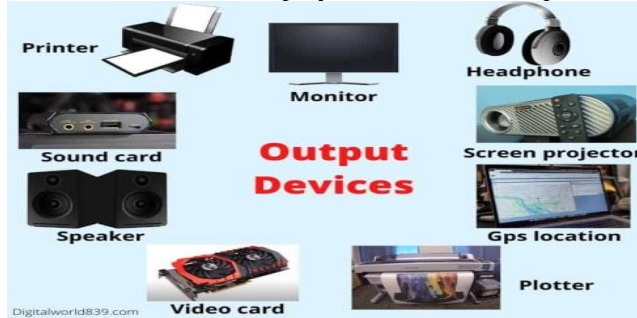 Printer
Monitor
Headphone
Sound card
Output
Devices
Screen projector
Speaker
Gps location
Video card
Plotter
Digitalworld839.com